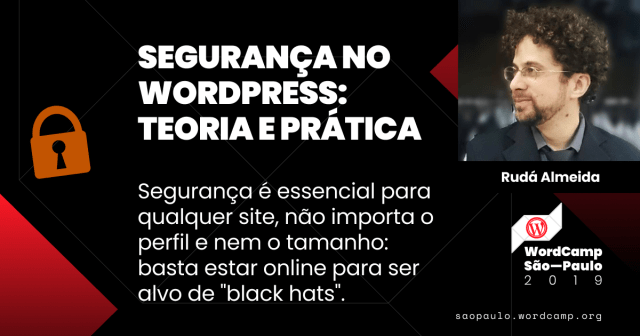 SEGURANÇA NO
WORDPRESS:
TEORIA E PRÁTICA
Segurança é essencial para
qualquer site, não importa o
perfil e nem o tamanho:
basta estar online para ser
alvo de "black hats".
Rudá Almeida
WordCamp
São—Paulo
2019
saopaulo.wordcamp.org